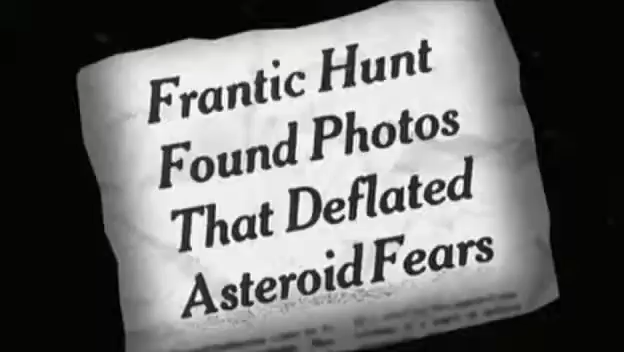 Frantic Hunt
Found Photos
That Deflated
Asteroid Fears